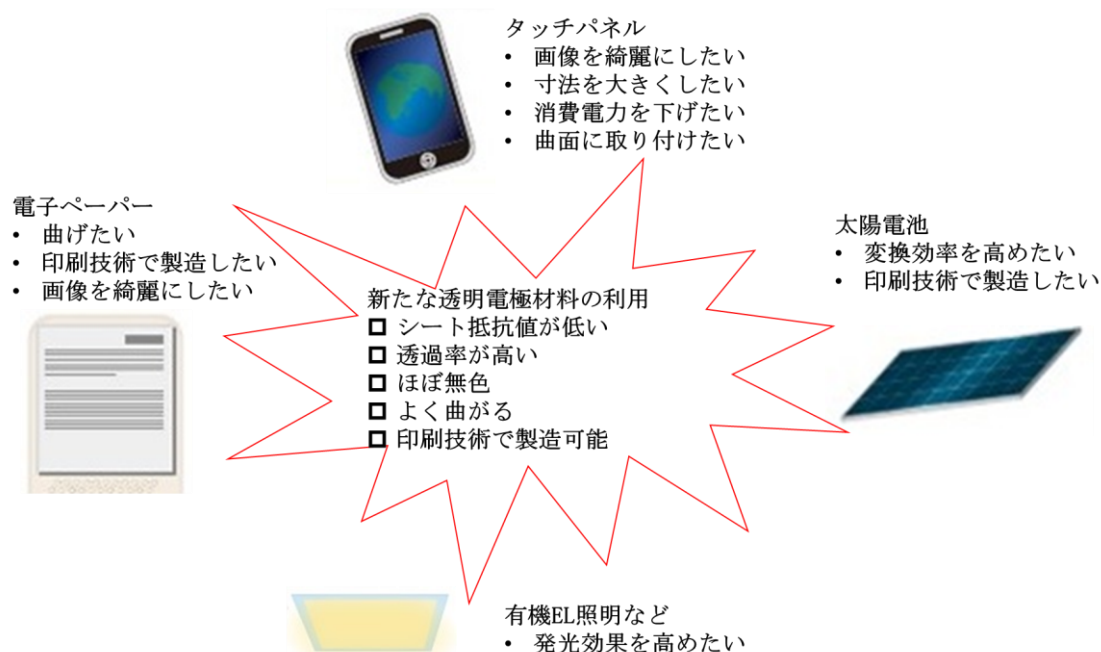 タッチパネル
• 画像を綺麗にしたい
• 寸法を大きくしたい
• 消費電力を下げたい
• 曲面に取り付けたい
電子ペーパー
• 曲げたい
• 印刷技術で製造したい
• 画像を綺麗にしたい
太陽電池
• 変換効率を高めたい
• 印刷技術で製造したい
新たな透明電極材料の利用
□ シート抵抗値が低い
□ 透過率が高い
□ ほぼ無色
□ よく曲がる
□ 印刷技術で製造可能
有機EL照明など
• 発光効果を高めたい